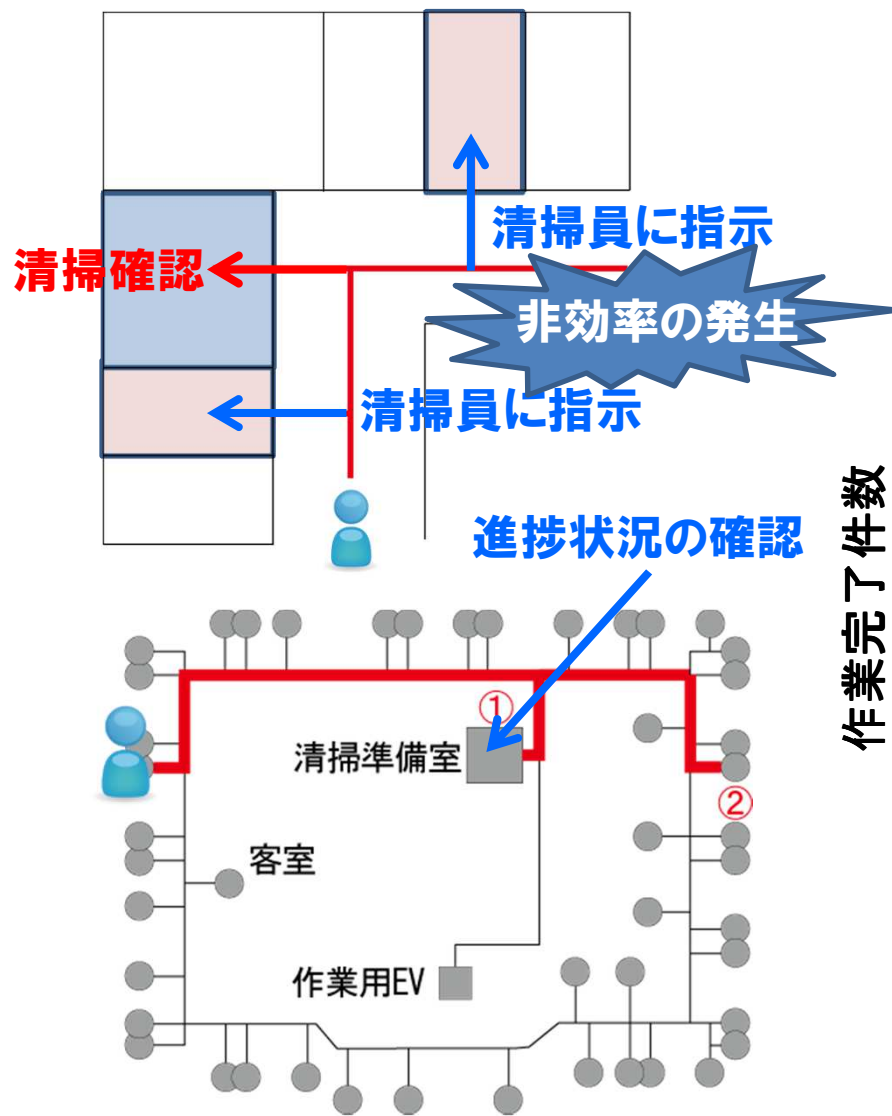 清掃員に指示
清掃確認
非効率の発生
清掃員に指示
作業完了件数
進捗状況の確認
①
清掃準備室
②
客室
作業用EV